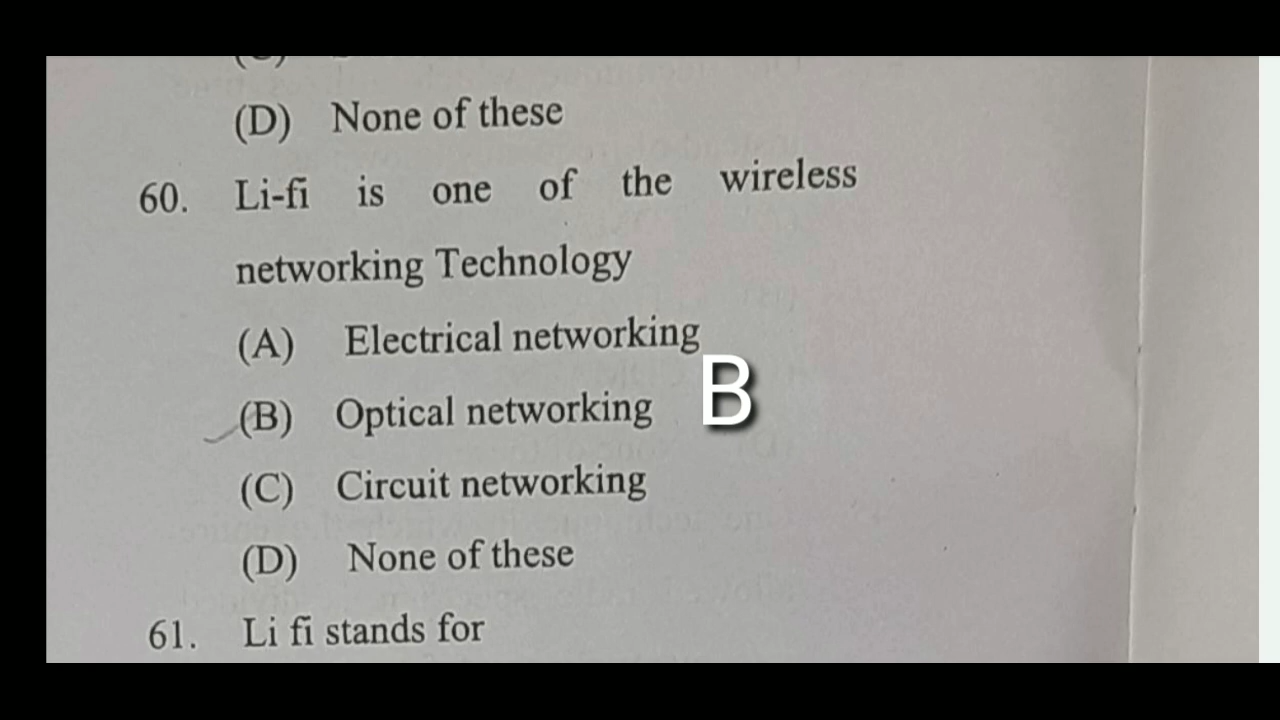 (D) None of these
60. Li-fi is one of the wireless
networking Technology
(A) Electrical networking
(B) Optical networking B
(C) Circuit networking
(D) None of these
61. Li fi stands for